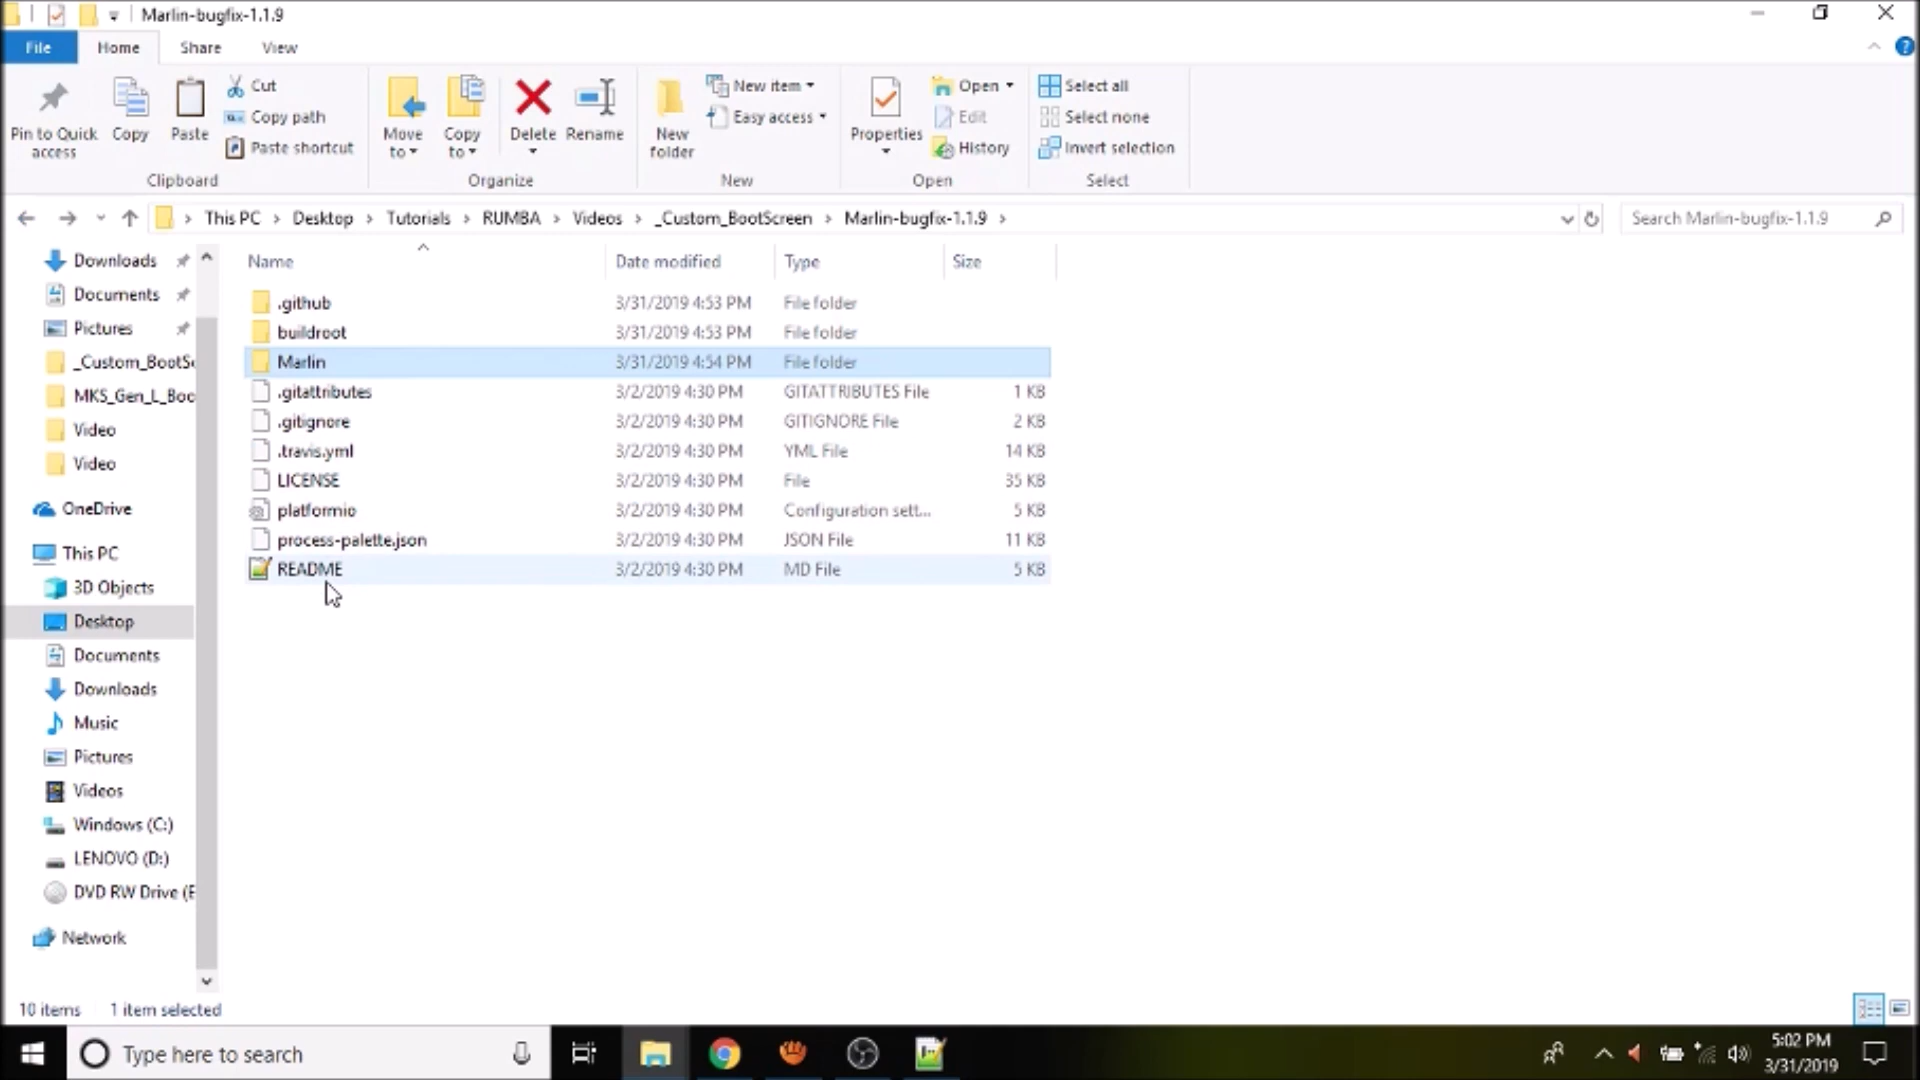 Marlin-bugfix-1.1.9
File Home Share View
Pin to Quick access
Copy
Paste
Cut
Copy path
Paste shortcut
Move to
Copy to
Delete
Rename
New folder
New item
Easy access
Properties
Open
Edit
History
Select all
Select none
Invert selection
Clipboard Organize New Open Select
This PC Desktop Tutorials RUMBA Videos _Custom_BootScreen Marlin-bugfix-1.1.9
Search Marlin-bugfix-1.1.9
Downloads
Documents
Pictures
_Custom_BootSc
MKS_Gen_L_Boo
Video
Video
OneDrive
This PC
3D Objects
Desktop
Documents
Downloads
Music
Pictures
Videos
Windows (C:)
LENOVO (D:)
DVD RW Drive (E
Network
Name Date modified Type Size
.github 3/31/2019 4:53 PM File folder
buildroot 3/31/2019 4:53 PM File folder
Marlin 3/31/2019 4:54 PM File folder
.gitattributes 3/2/2019 4:30 PM GITATTRIBUTES File 1 KB
.gitignore 3/2/2019 4:30 PM GITIGNORE File 2 KB
.travis.yml 3/2/2019 4:30 PM YML File 14 KB
LICENSE 3/2/2019 4:30 PM File 35 KB
platformio 3/2/2019 4:30 PM Configuration sett... 5 KB
process-palette.json 3/2/2019 4:30 PM JSON File 11 KB
README 3/2/2019 4:30 PM MD File 5 KB
10 items 1 item selected
Type here to search
5:02 PM
3/31/2019